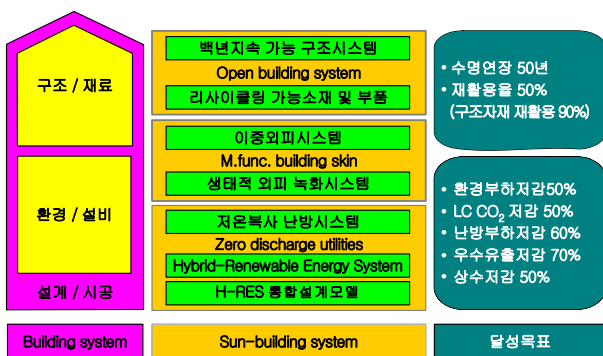 구조 / 재료
환경 / 설비
설계 / 시공
백년지속 가능 구조시스템
Open building system
리사이클링 가능소재 및 부품
이중외피시스템
M.func. building skin
생태적 외피 녹화시스템
저온복사 난방시스템
Zero discharge utilities
Hybrid-Renewable Energy System
H-RES 통합설계모델
• 수명연장 50년
• 재활용율 50%
(구조자재 재활용 90%)
• 환경부하저감50%
• LC CO₂ 저감 50%
• 난방부하저감 60%
• 우수유출저감 70%
• 상수저감 50%
Building system
Sun-building system
달성목표